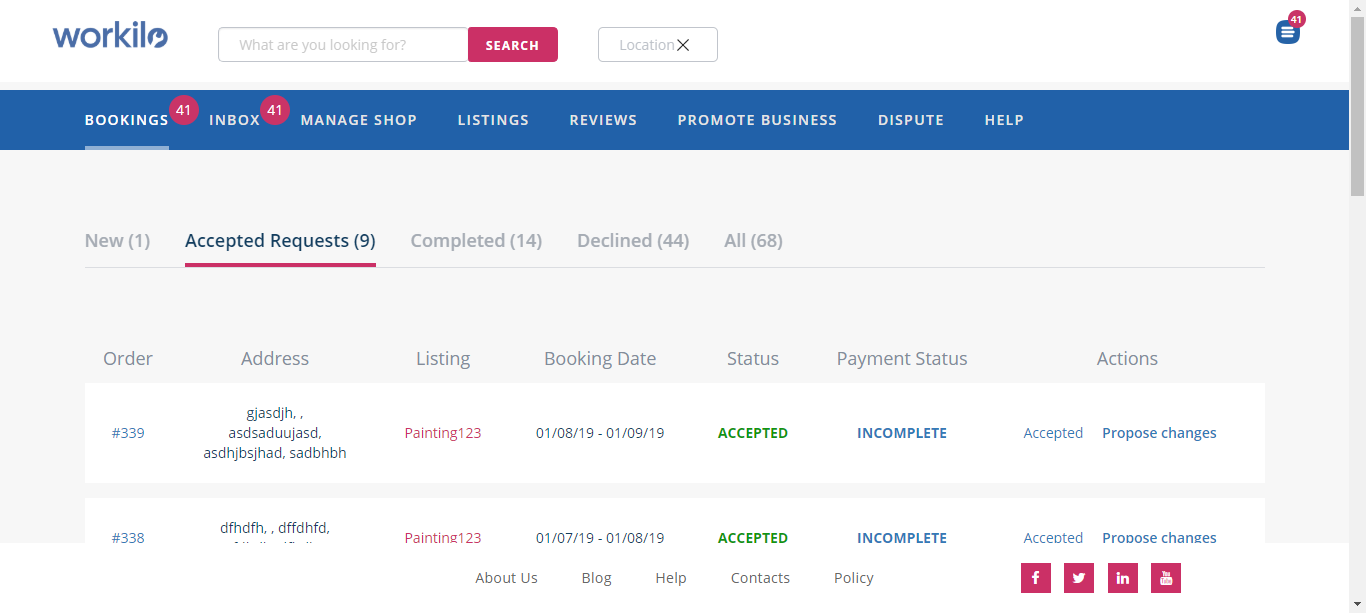 workilo
What are you looking for?
SEARCH
Location
41
BOOKINGS 41 INBOX 41 MANAGE SHOP LISTINGS REVIEWS PROMOTE BUSINESS DISPUTE HELP
New (1) Accepted Requests (9) Completed (14) Declined (44) All (68)
Order Address Listing Booking Date Status Payment Status Actions
gjasdjh, ,
#339 asdsaduujasd, Painting123 01/08/19 - 01/09/19 ACCEPTED INCOMPLETE Accepted Propose changes
asdhjbsjhad, sadbhbh
dfhdfh, , dffdhfd,
#338 Painting123 01/07/19 - 01/08/19 ACCEPTED INCOMPLETE Accepted Propose changes
About Us Blog Help Contacts Policy
You Tube